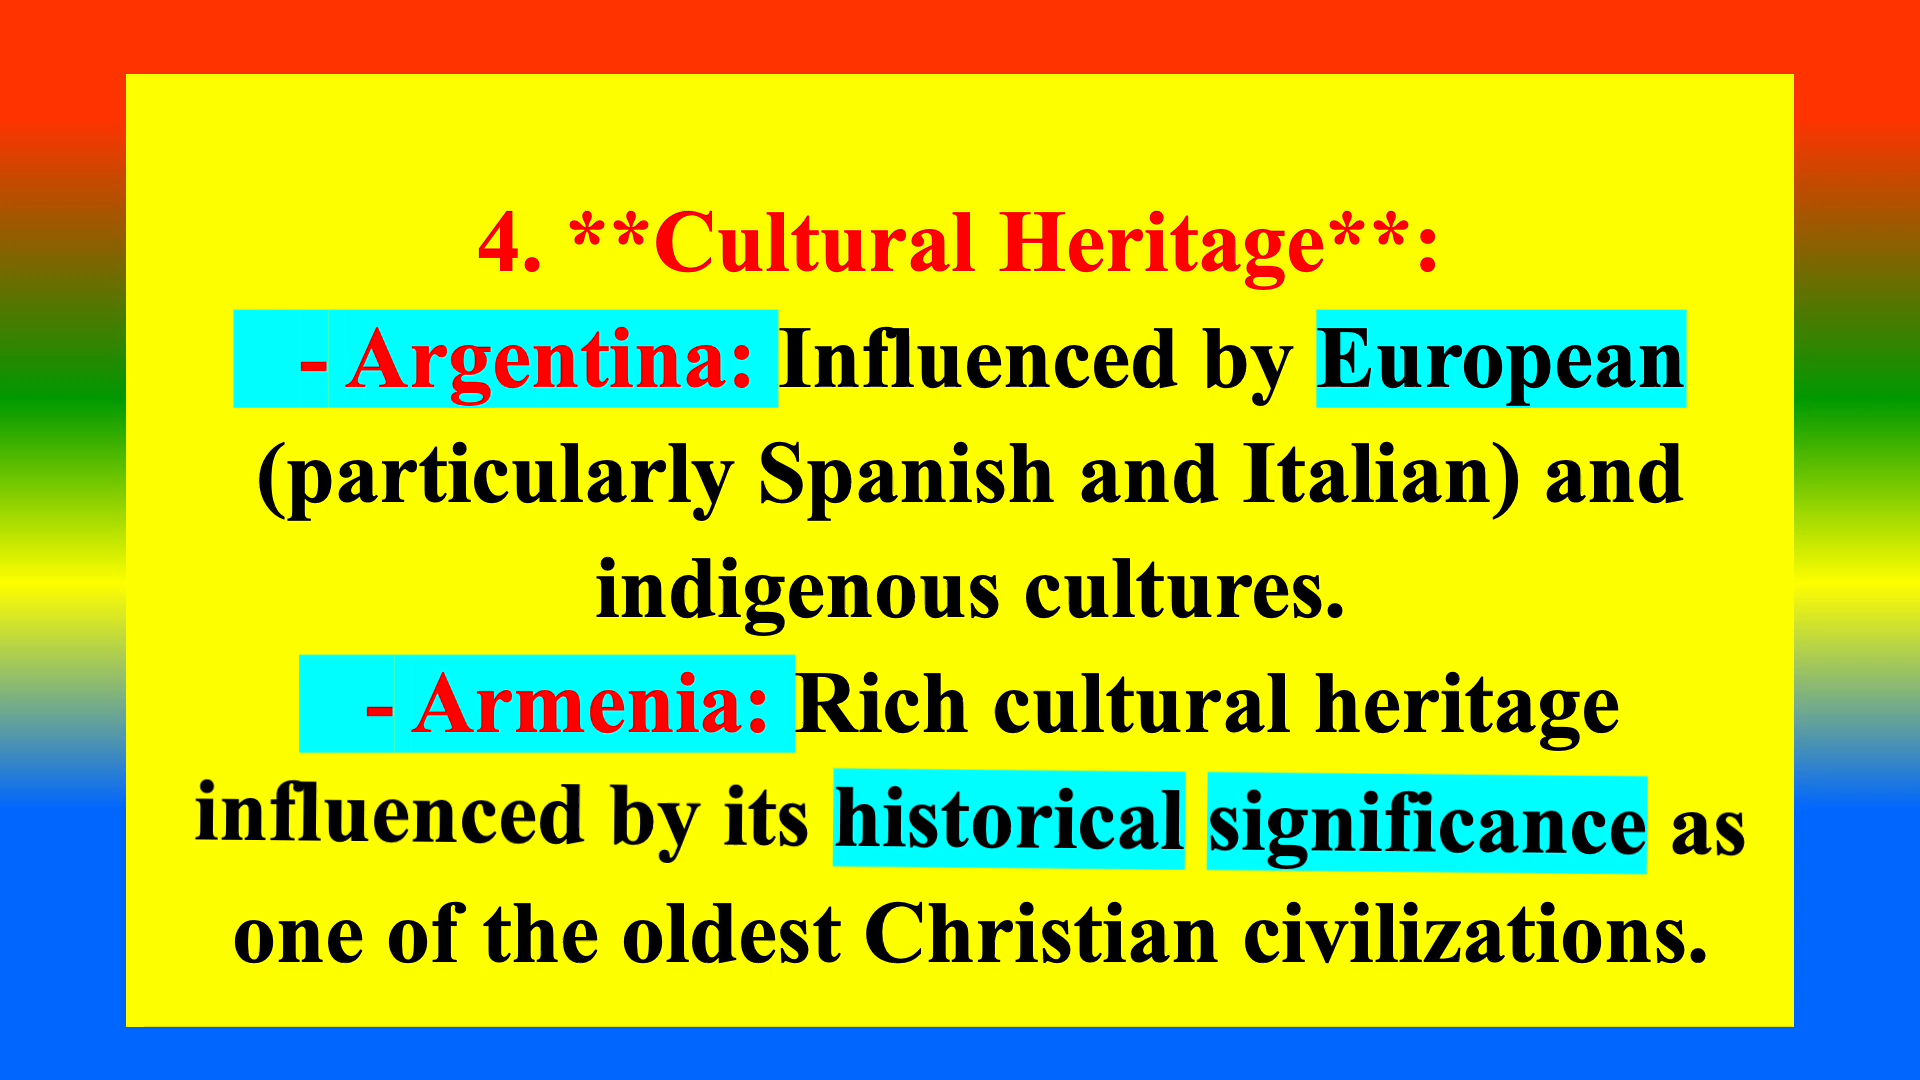 4. **Cultural Heritage**:
- Argentina: Influenced by European
(particularly Spanish and Italian) and
indigenous cultures.
- Armenia: Rich cultural heritage
influenced by its historical significance as
one of the oldest Christian civilizations.